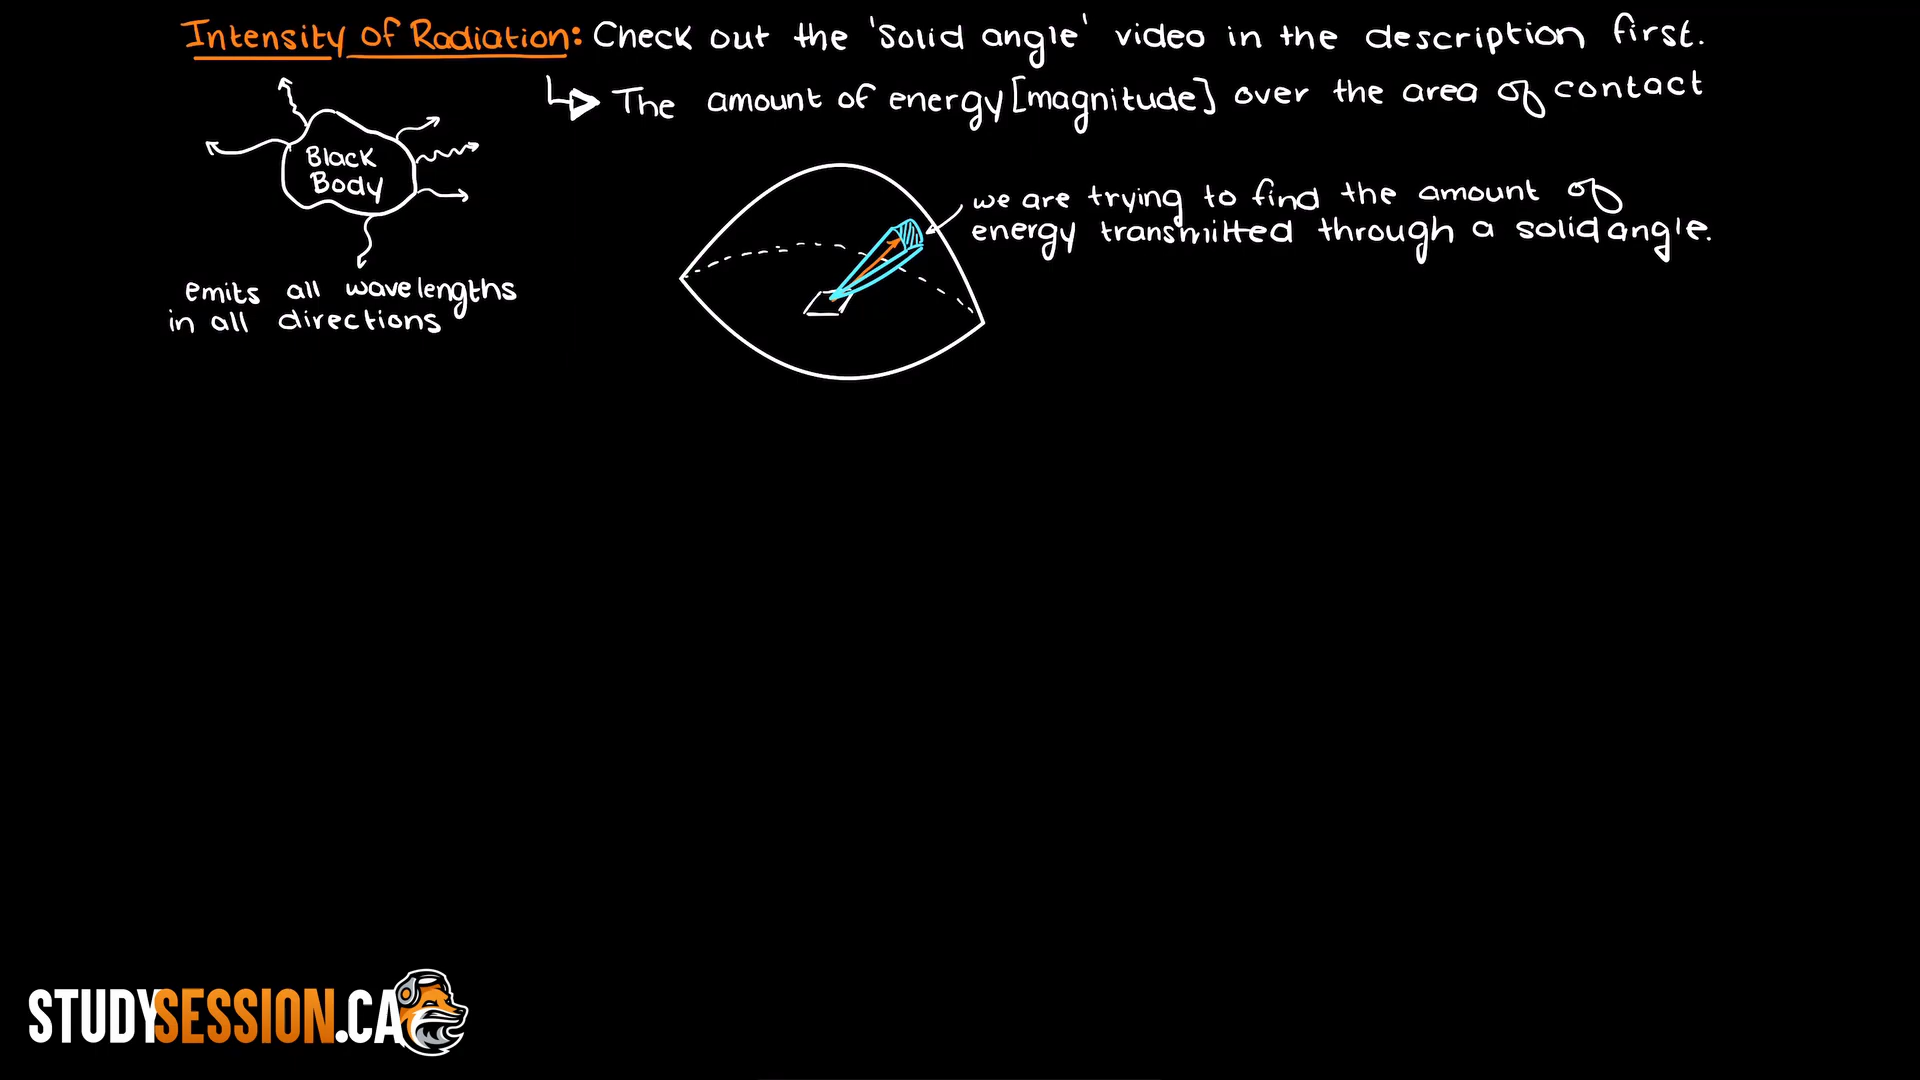 Intensity of Radiation: Check out the 'Solid angle' video in the description first.
The amount of energy [magnitude] over the area of contact
Black
Body
we are trying to find the amount of
energy transmitted through a solid angle.
emits all wavelengths
in all directions
STUDYSESSION.CA